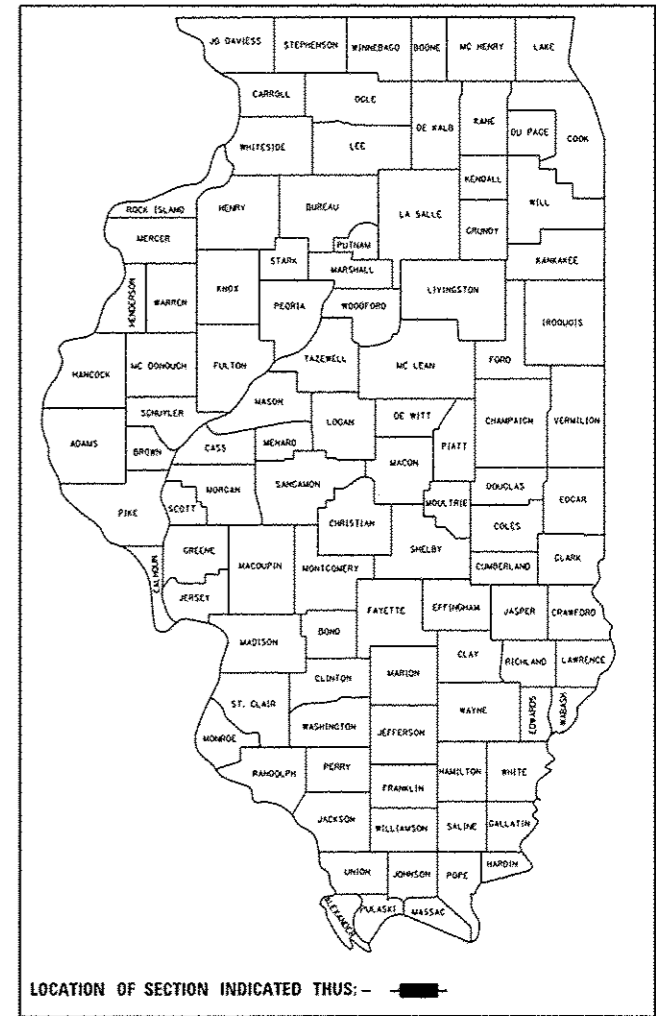 JO DAVIESS STEPHENSON WINNEBAGO BOONE MC HENRY LAKE
CARROLL OGLE DE KALB KANE DU PAGE COOK
WHITESIDE LEE
KENDALL WILL
ROCK ISLAND HENRY BUREAU LA SALLE
MERCER PUTNAM GRUNDY
STARK MARSHALL KANKAKEE
HENDERSON WARREN KNOX PEORIA WOODFORD LIVINGSTON IROQUOIS
HANCOCK MC DONOUGH FULTON TAZEWELL MC LEAN FORD
MASON
SCHUYLER LOGAN DE WITT CHAMPAIGN VERMILION
ADAMS BROWN CASS MENARD MACON PIATT
MORGAN SANGAMON DOUGLAS
PIKE SCOTT CHRISTIAN MOULTRIE COLES EDGAR
SHELBY
CALHOUN GREENE MACOUPIN MONTGOMERY CUMBERLAND CLARK
JERSEY
FAYETTE EFFINGHAM JASPER CRAWFORD
MADISON BOND
CLAY RICHLAND LAWRENCE
CLINTON MARION
ST. CLAIR WAYNE EDWARDS WABASH
MONROE WASHINGTON JEFFERSON
RANDOLPH PERRY HAMILTON WHITE
FRANKLIN
JACKSON WILLIAMSON SALINE GALLATIN
UNION JOHNSON POPE HARDIN
ALEXANDER PULASKI MASSAC
LOCATION OF SECTION INDICATED THUS: -